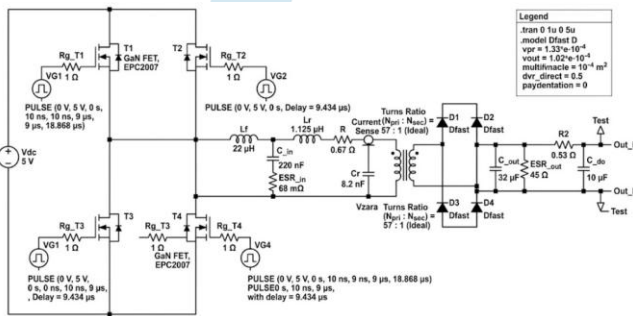 Legend
.tran 0 1u 0 5u
.model Dfast D
vpr = 1.33*e-10⁻⁴
vout = 1.02*e-10⁻⁴
multifinacle = 10⁻⁴ m²
dvr_direct = 0.5
paydentation = 0
Rg_T1
1 Ω
T1
GaN FET,
EPC2007
VG1
PULSE (0 V, 5 V, 0 s,
10 ns, 10 ns, 9 μs,
9 μs, 18.868 μs)
T2
Rg_T2
1 Ω
VG2
PULSE (0 V, 5 V, 0 s, Delay = 9.434 μs)
Vdc
5 V
Lf
22 μH
C_in
220 nF
ESR_in
68 mΩ
Lr
1.125 μH
R
0.67 Ω
Current
Sense
Cr
8.2 nF
Turns Ratio
(Npri : Nsec) =
57 : 1 (Ideal)
D1
Dfast
D2
Dfast
D3
Dfast
D4
Dfast
Vzara
Turns Ratio
(Npri : Nsec) =
57 : 1 (Ideal)
C_out
32 μF
ESR_out
45 Ω
R2
0.53 Ω
C_do
10 μF
Test
Out_
Out_
Test
Rg_T3
1 Ω
T3
VG1
PULSE (0 V, 5 V,
0 s, 0 ns, 10 ns, 9 μs,
, Delay = 9.434 μs
T4
Rg_T3
1 Ω
GaN FET,
EPC2007
Rg_T4
1 Ω
VG4
PULSE (0 V, 5 V, 0 s, 10 ns, 9 ns, 9 μs, 18.868 μs)
PULSE0 s, 10 ns, 9 μs,
with delay = 9.434 μs